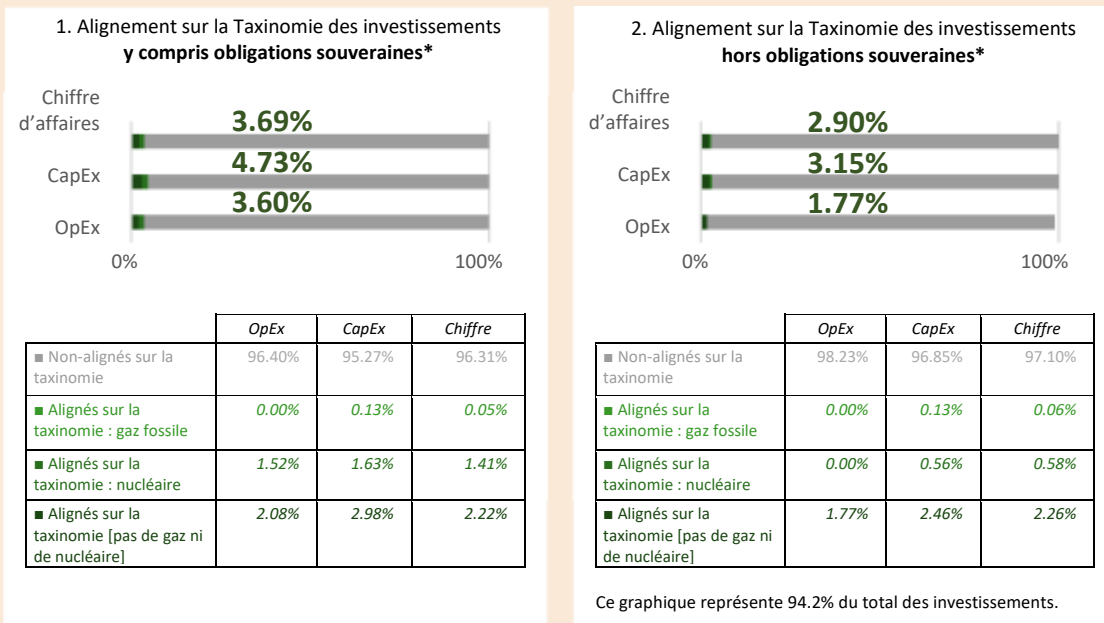 1. Alignement sur la Taxinomie des investissements
y compris obligations souveraines*
Chiffre
d'affaires
3.69%
CapEx
4.73%
OpEx
3.60%
0%
100%
OpEx CapEx Chiffre
■ Non-alignés sur la
taxinomie
96.40% 95.27% 96.31%
■ Alignés sur la
taxinomie : gaz fossile
0.00% 0.13% 0.05%
■ Alignés sur la
taxinomie : nucléaire
1.52% 1.63% 1.41%
■ Alignés sur la
taxinomie [pas de gaz ni
de nucléaire]
2.08% 2.98% 2.22%
2. Alignement sur la Taxinomie des investissements
hors obligations souveraines*
Chiffre
d'affaires
2.90%
CapEx
3.15%
OpEx
1.77%
0%
100%
OpEx CapEx Chiffre
■ Non-alignés sur la
taxinomie
98.23% 96.85% 97.10%
■ Alignés sur la
taxinomie : gaz fossile
0.00% 0.13% 0.06%
■ Alignés sur la
taxinomie : nucléaire
0.00% 0.56% 0.58%
■ Alignés sur la
taxinomie [pas de gaz ni
de nucléaire]
1.77% 2.46% 2.26%
Ce graphique représente 94.2% du total des investissements.